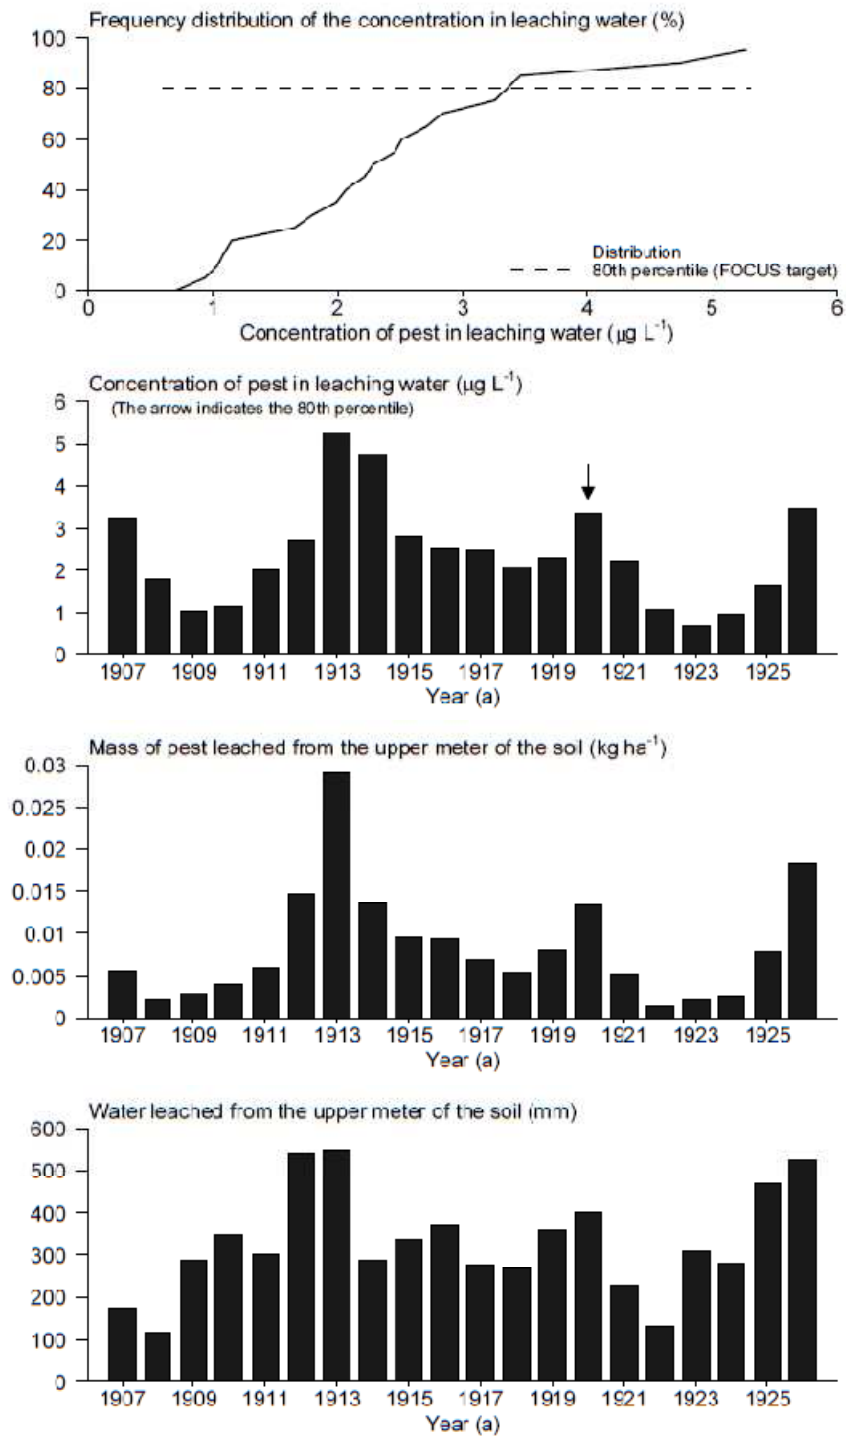 Frequency distribution of the concentration in leaching water (%)
100
80
60
40
20
0
Distribution
80th percentile (FOCUS target)
0 1 2 3 4 5 6
Concentration of pest in leaching water (µg L⁻¹)
Concentration of pest in leaching water (µg L⁻¹)
(The arrow indicates the 80th percentile)
6
5
4
3
2
1
0
1907 1909 1911 1913 1915 1917 1919 1921 1923 1925
Year (a)
Mass of pest leached from the upper meter of the soil (kg ha⁻¹)
0.03
0.025
0.02
0.015
0.01
0.005
0
1907 1909 1911 1913 1915 1917 1919 1921 1923 1925
Year (a)
Water leached from the upper meter of the soil (mm)
600
500
400
300
200
100
0
1907 1909 1911 1913 1915 1917 1919 1921 1923 1925
Year (a)